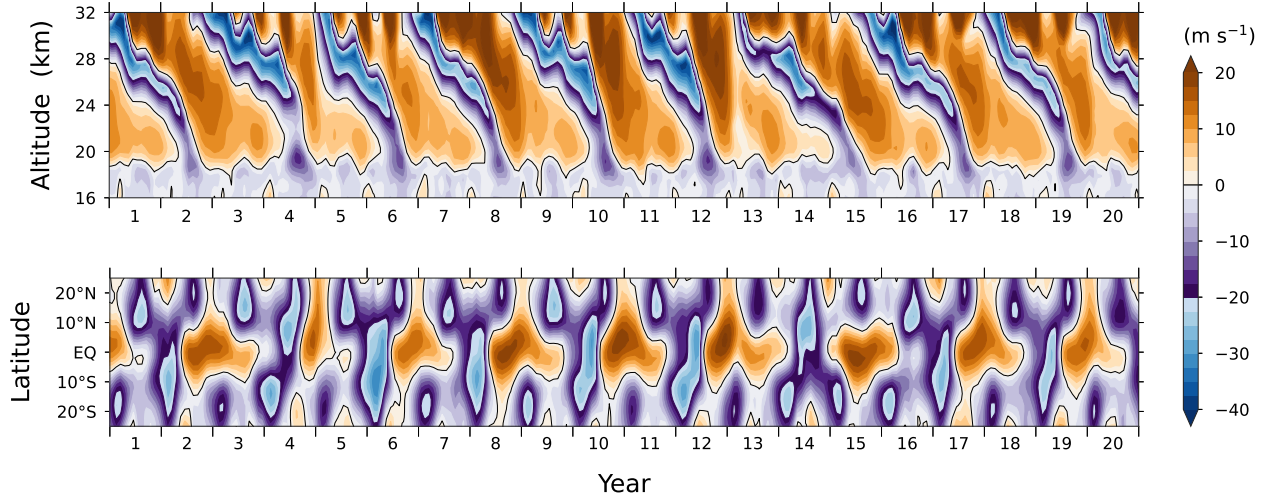 32
28
24
20
16
Altitude (km)
1 2 3 4 5 6 7 8 9 10 11 12 13 14 15 16 17 18 19 20
20°N
10°N
EQ
10°S
20°S
Latitude
1 2 3 4 5 6 7 8 9 10 11 12 13 14 15 16 17 18 19 20
Year
(m s⁻¹)
20
10
0
−10
−20
−30
−40